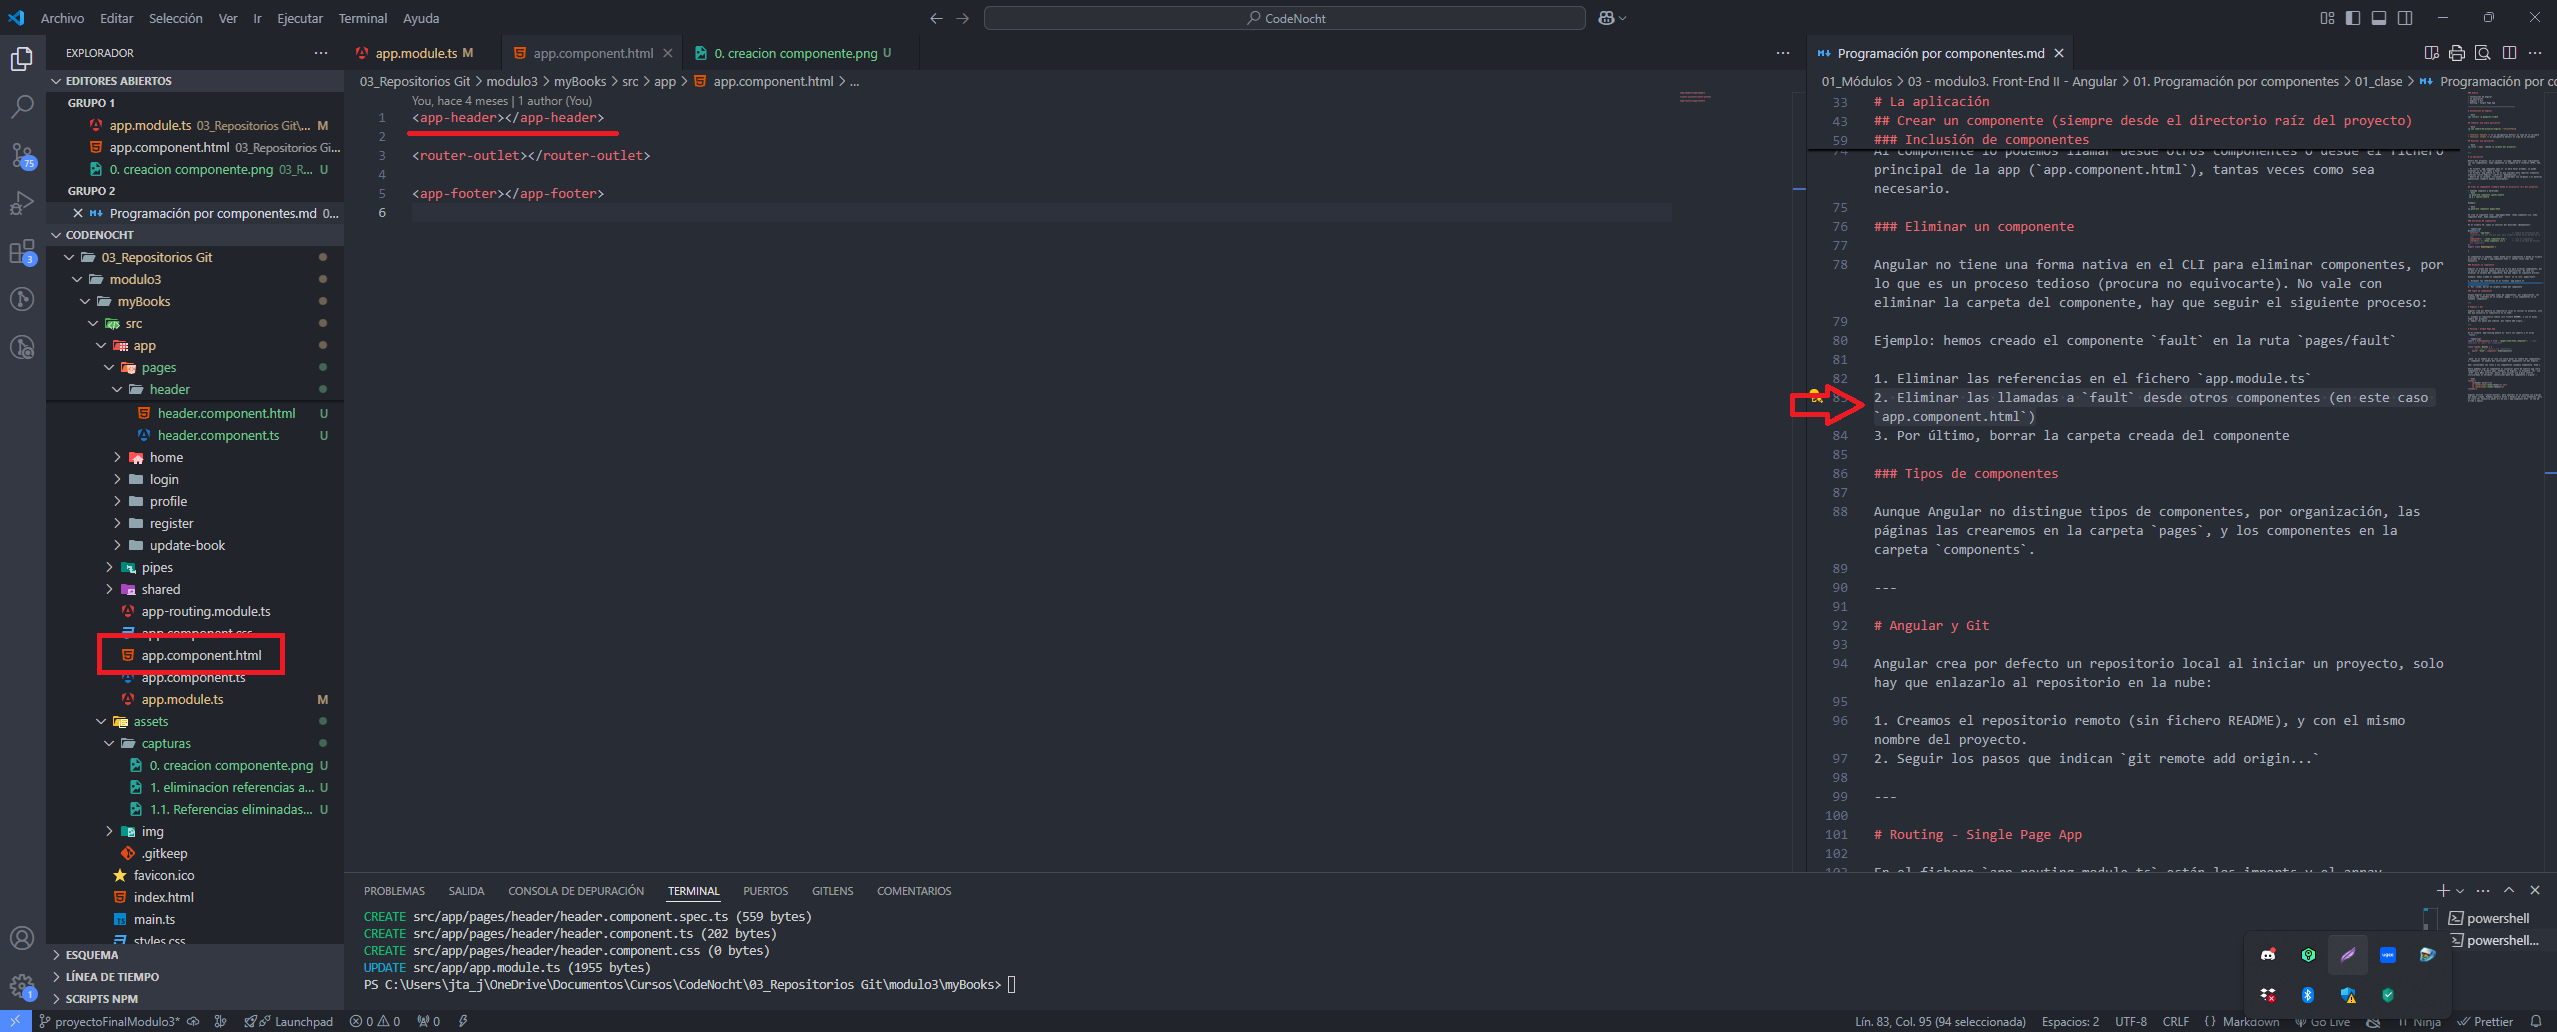 Archivo Editar Selección Ver Ir Ejecutar Terminal Ayuda
CodeNocht
EXPLORADOR
EDITORES ABIERTOS
GRUPO 1
app.module.ts 03_Repositorios Git\... M
app.component.html 03_Repositorios Gi...
0. creacion componente.png 03_R... U
GRUPO 2
Programación por componentes.md 0...
CODENOCHT
03_Repositorios Git
modulo3
myBooks
src
app
pages
header
header.component.html U
header.component.ts U
home
login
profile
register
update-book
pipes
shared
app-routing.module.ts
app.component.css
app.component.html
app.component.ts
app.module.ts M
assets
capturas
0. creacion componente.png U
1. eliminacion referencias a... U
1.1. Referencias eliminadas... U
img
.gitkeep
favicon.ico
index.html
main.ts
styles.css
ESQUEMA
LÍNEA DE TIEMPO
SCRIPTS NPM
75
3
1
app.module.ts M
app.component.html
0. creacion componente.png U
03_Repositorios Git > modulo3 > myBooks > src > app > app.component.html > ...
You, hace 4 meses | 1 author (You)
1 <app-header></app-header>
2
3 <router-outlet></router-outlet>
4
5 <app-footer></app-footer>
6
Programación por componentes.md
01_Módulos > 03 - modulo3. Front-End II - Angular > 01. Programación por componentes > 01_clase > Programación por co
33 # La aplicación
43 ## Crear un componente (siempre desde el directorio raíz del proyecto)
59 ### Inclusión de componentes
74 Al componente lo podemos llamar desde otros componentes o desde el fichero
principal de la app (`app.component.html`), tantas veces como sea
necesario.
75
76 ### Eliminar un componente
77
78 Angular no tiene una forma nativa en el CLI para eliminar componentes, por
lo que es un proceso tedioso (procura no equivocarte). No vale con
eliminar la carpeta del componente, hay que seguir el siguiente proceso:
79
80 Ejemplo: hemos creado el componente `fault` en la ruta `pages/fault`
81
82 1. Eliminar las referencias en el fichero `app.module.ts`
83 2. Eliminar las llamadas a `fault` desde otros componentes (en este caso
`app.component.html`)
84 3. Por último, borrar la carpeta creada del componente
85
86 ### Tipos de componentes
87
88 Aunque Angular no distingue tipos de componentes, por organización, las
páginas las crearemos en la carpeta `pages`, y los componentes en la
carpeta `components`.
89
90 ---
91
92 # Angular y Git
93
94 Angular crea por defecto un repositorio local al iniciar un proyecto, solo
hay que enlazarlo al repositorio en la nube:
95
96 1. Creamos el repositorio remoto (sin fichero README), y con el mismo
nombre del proyecto.
97 2. Seguir los pasos que indican `git remote add origin...`
98
99 ---
100
101 # Routing - Single Page App
102
103 En el fichero `app routing module ts` están los imports y el array
PROBLEMAS SALIDA CONSOLA DE DEPURACIÓN TERMINAL PUERTOS GITLENS COMENTARIOS
CREATE src/app/pages/header/header.component.spec.ts (559 bytes)
CREATE src/app/pages/header/header.component.ts (202 bytes)
CREATE src/app/pages/header/header.component.css (0 bytes)
UPDATE src/app/app.module.ts (1955 bytes)
PS C:\Users\jta_j\OneDrive\Documentos\Cursos\CodeNocht\03_Repositorios Git\modulo3\myBooks>
powershell
powershell...
proyectoFinalModulo3* Launchpad 0 0 0
Lín. 83, Col. 95 (94 seleccionada) Espacios: 2 UTF-8 CRLF {} Markdown Go Live Ninja Prettier